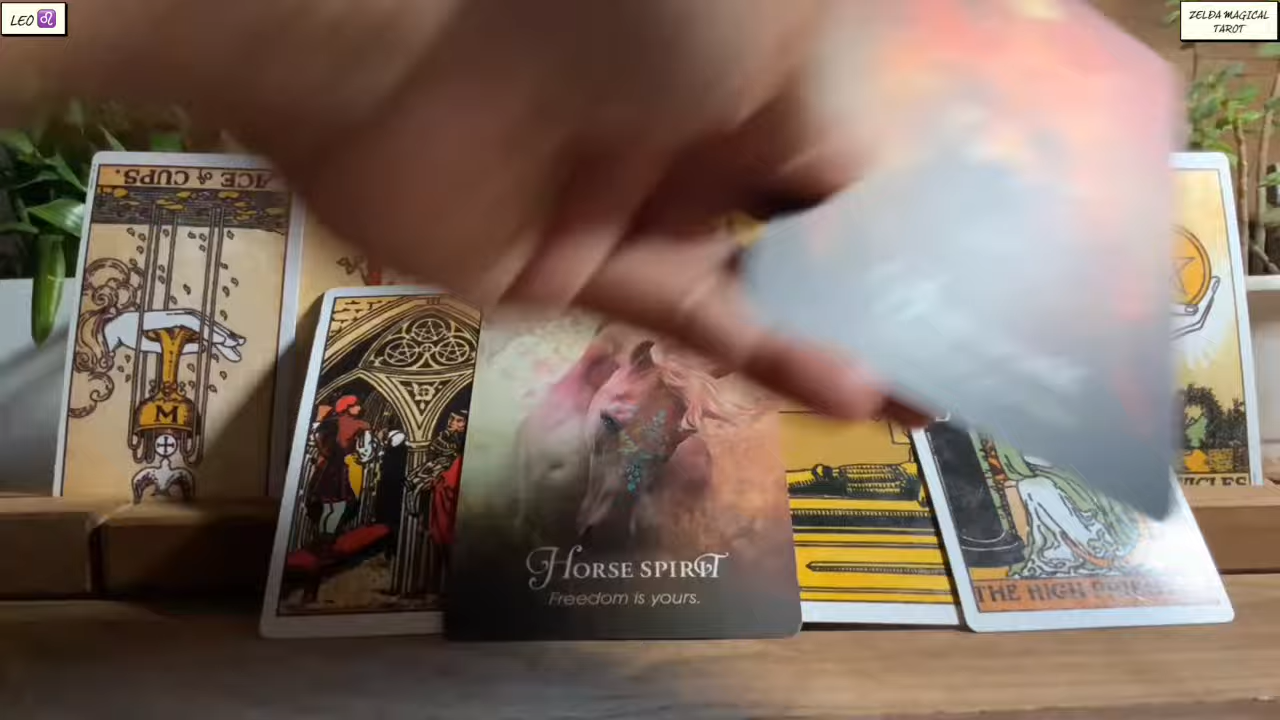 LEO ♌
ZELDA MAGICAL
TAROT
ACE of CUPS.
M
HORSE SPIRIT
Freedom is yours.
THE HIGH